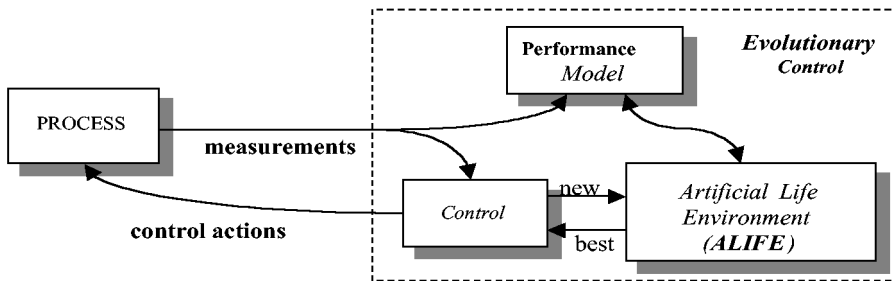 Performance
Model
Evolutionary
Control
PROCESS
measurements
control actions
Control
new
best
Artificial Life
Environment
(ALIFE)